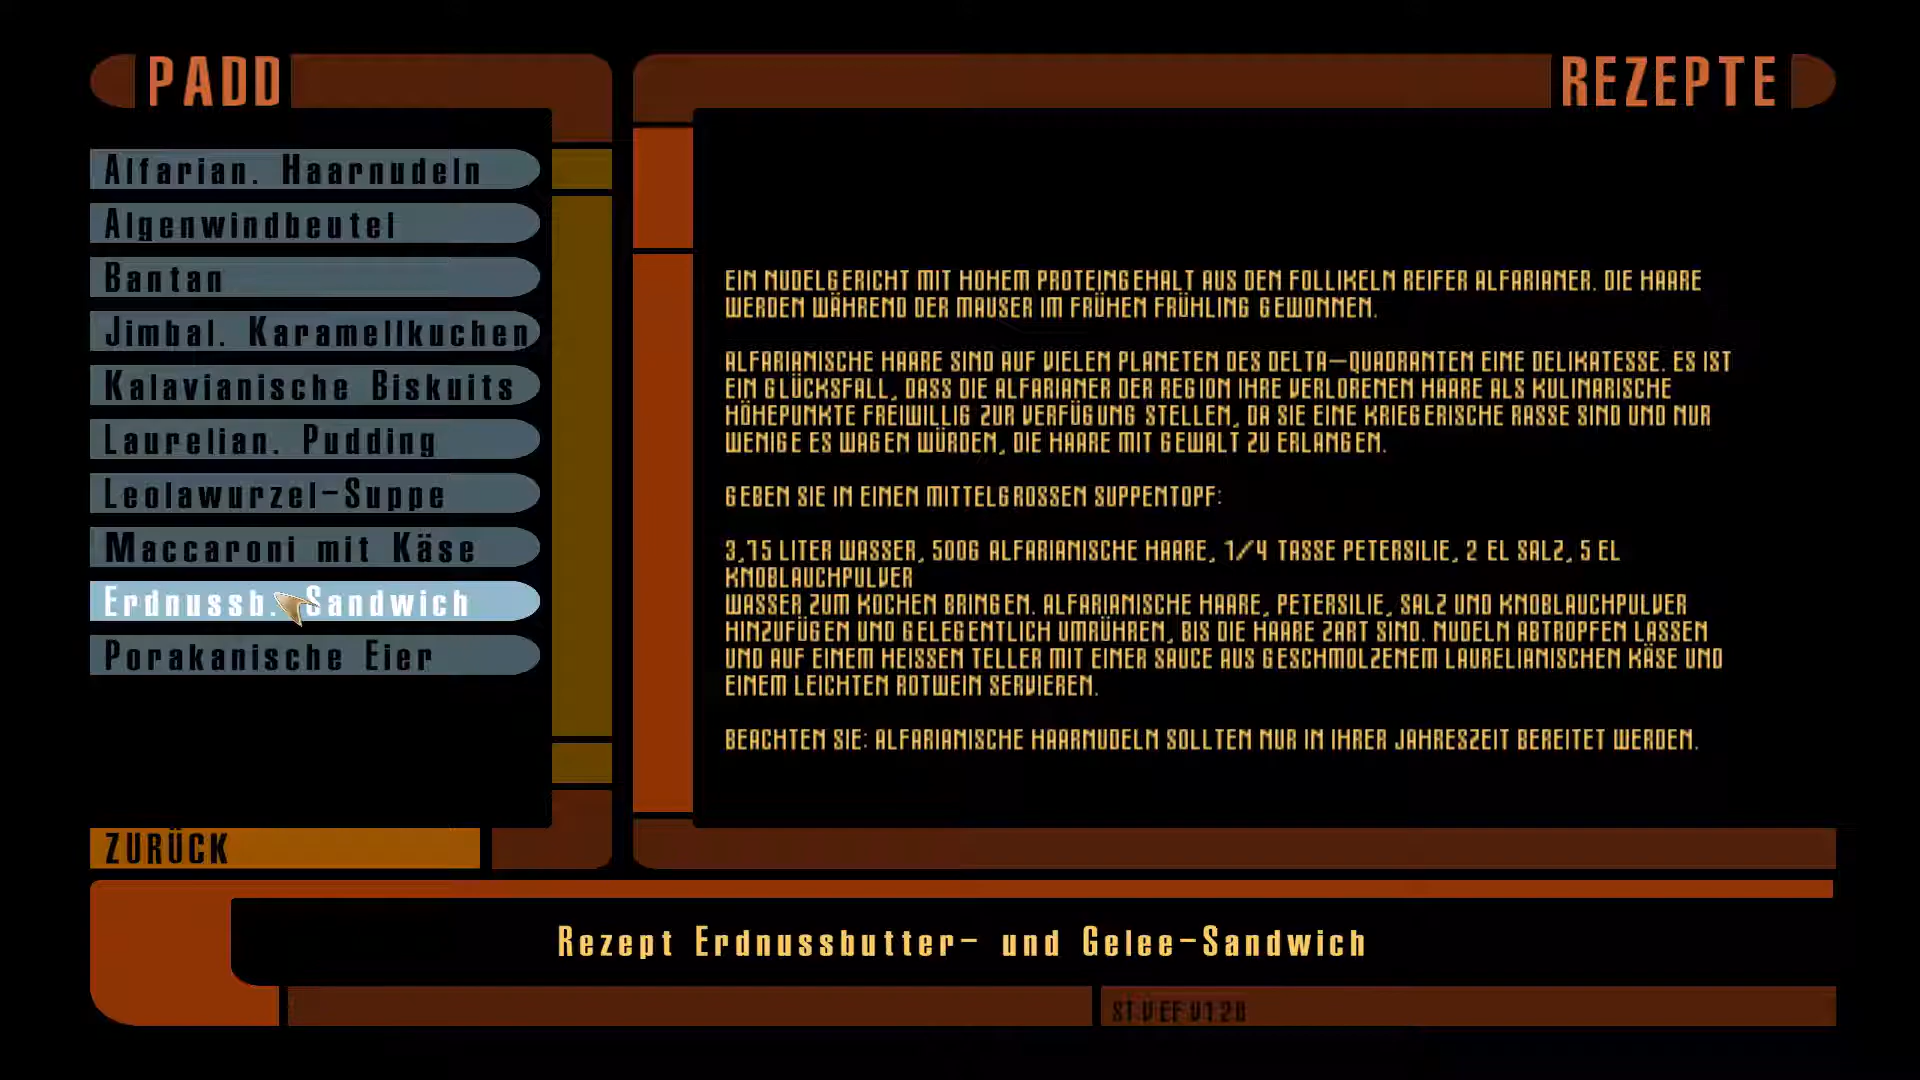 PADD
REZEPTE
Alfarian. Haarnudeln
Algenwindbeutel
Bantan
Jimbal. Karamellkuchen
Kalavianische Biskuits
Laurelian. Pudding
Leolawurzel-Suppe
Maccaroni mit Käse
Erdnussb. Sandwich
Porakanische Eier
ZURÜCK
EIN NUDELGERICHT MIT HOHEM PROTEINGEHALT AUS DEN FOLLIKELN REIFER ALFARIANER. DIE HAARE
WERDEN WÄHREND DER MAUSER IM FRÜHEN FRÜHLING GEWONNEN.
ALFARIANISCHE HAARE SIND AUF VIELEN PLANETEN DES DELTA-QUADRANTEN EINE DELIKATESSE. ES IST
EIN GLÜCKSFALL, DASS DIE ALFARIANER DER REGION IHRE VERLORENEN HAARE ALS KULINARISCHE
HÖHEPUNKTE FREIWILLIG ZUR VERFÜGUNG STELLEN, DA SIE EINE KRIEGERISCHE RASSE SIND UND NUR
WENIGE ES WAGEN WÜRDEN, DIE HAARE MIT GEWALT ZU ERLANGEN.
GEBEN SIE IN EINEN MITTELGROSSEN SUPPENTOPF:
3,75 LITER WASSER, 500G ALFARIANISCHE HAARE, 1/4 TASSE PETERSILIE, 2 EL SALZ, 5 EL
KNOBLAUCHPULVER
WASSER ZUM KOCHEN BRINGEN. ALFARIANISCHE HAARE, PETERSILIE, SALZ UND KNOBLAUCHPULVER
HINZUFÜGEN UND GELEGENTLICH UMRÜHREN, BIS DIE HAARE ZART SIND. NUDELN ABTROPFEN LASSEN
UND AUF EINEM HEISSEN TELLER MIT EINER SAUCE AUS GESCHMOLZENEM LAURELIANISCHEN KÄSE UND
EINEM LEICHTEN ROTWEIN SERVIEREN.
BEACHTEN SIE: ALFARIANISCHE HAARNUDELN SOLLTEN NUR IN IHRER JAHRESZEIT BEREITET WERDEN.
Rezept Erdnussbutter- und Gelee-Sandwich
ST:V EF V1.20